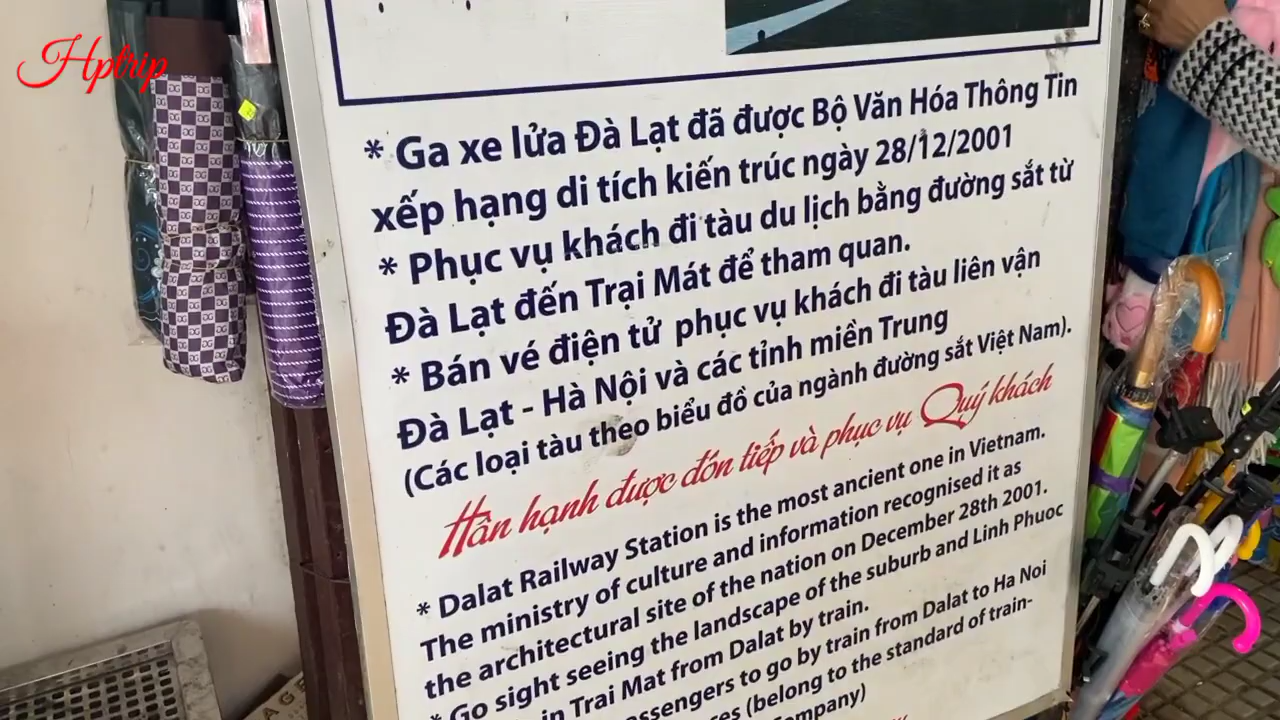 Hptrip
* Ga xe lửa Đà Lạt đã được Bộ Văn Hóa Thông Tin
xếp hạng di tích kiến trúc ngày 28/12/2001
* Phục vụ khách đi tàu du lịch bằng đường sắt từ
Đà Lạt đến Trại Mát để tham quan.
* Bán vé điện tử phục vụ khách đi tàu liên vận
Đà Lạt - Hà Nội và các tỉnh miền Trung
(Các loại tàu theo biểu đồ của ngành đường sắt Việt Nam).
Hân hạnh được đón tiếp và phục vụ Quý khách
* Dalat Railway Station is the most ancient one in Vietnam.
The ministry of culture and information recognised it as
the architectural site of the nation on December 28th 2001.
* Go sight seeing the landscape of the suburb and Linh Phuoc
in Trai Mat from Dalat by train.
to go by train from Dalat to Ha Noi
(belong to the standard of train-